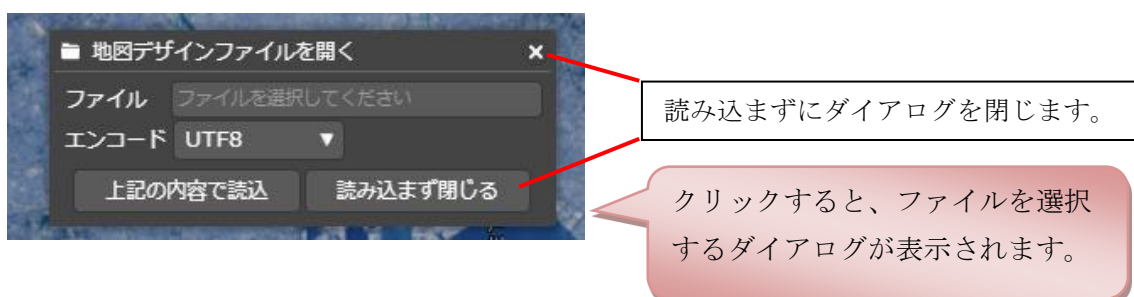 地図デザインファイルを開く ×
ファイル ファイルを選択してください
エンコード UTF8 ▼
上記の内容で読込 読み込まず閉じる
読み込まずにダイアログを閉じます。
クリックすると、ファイルを選択
するダイアログが表示されます。